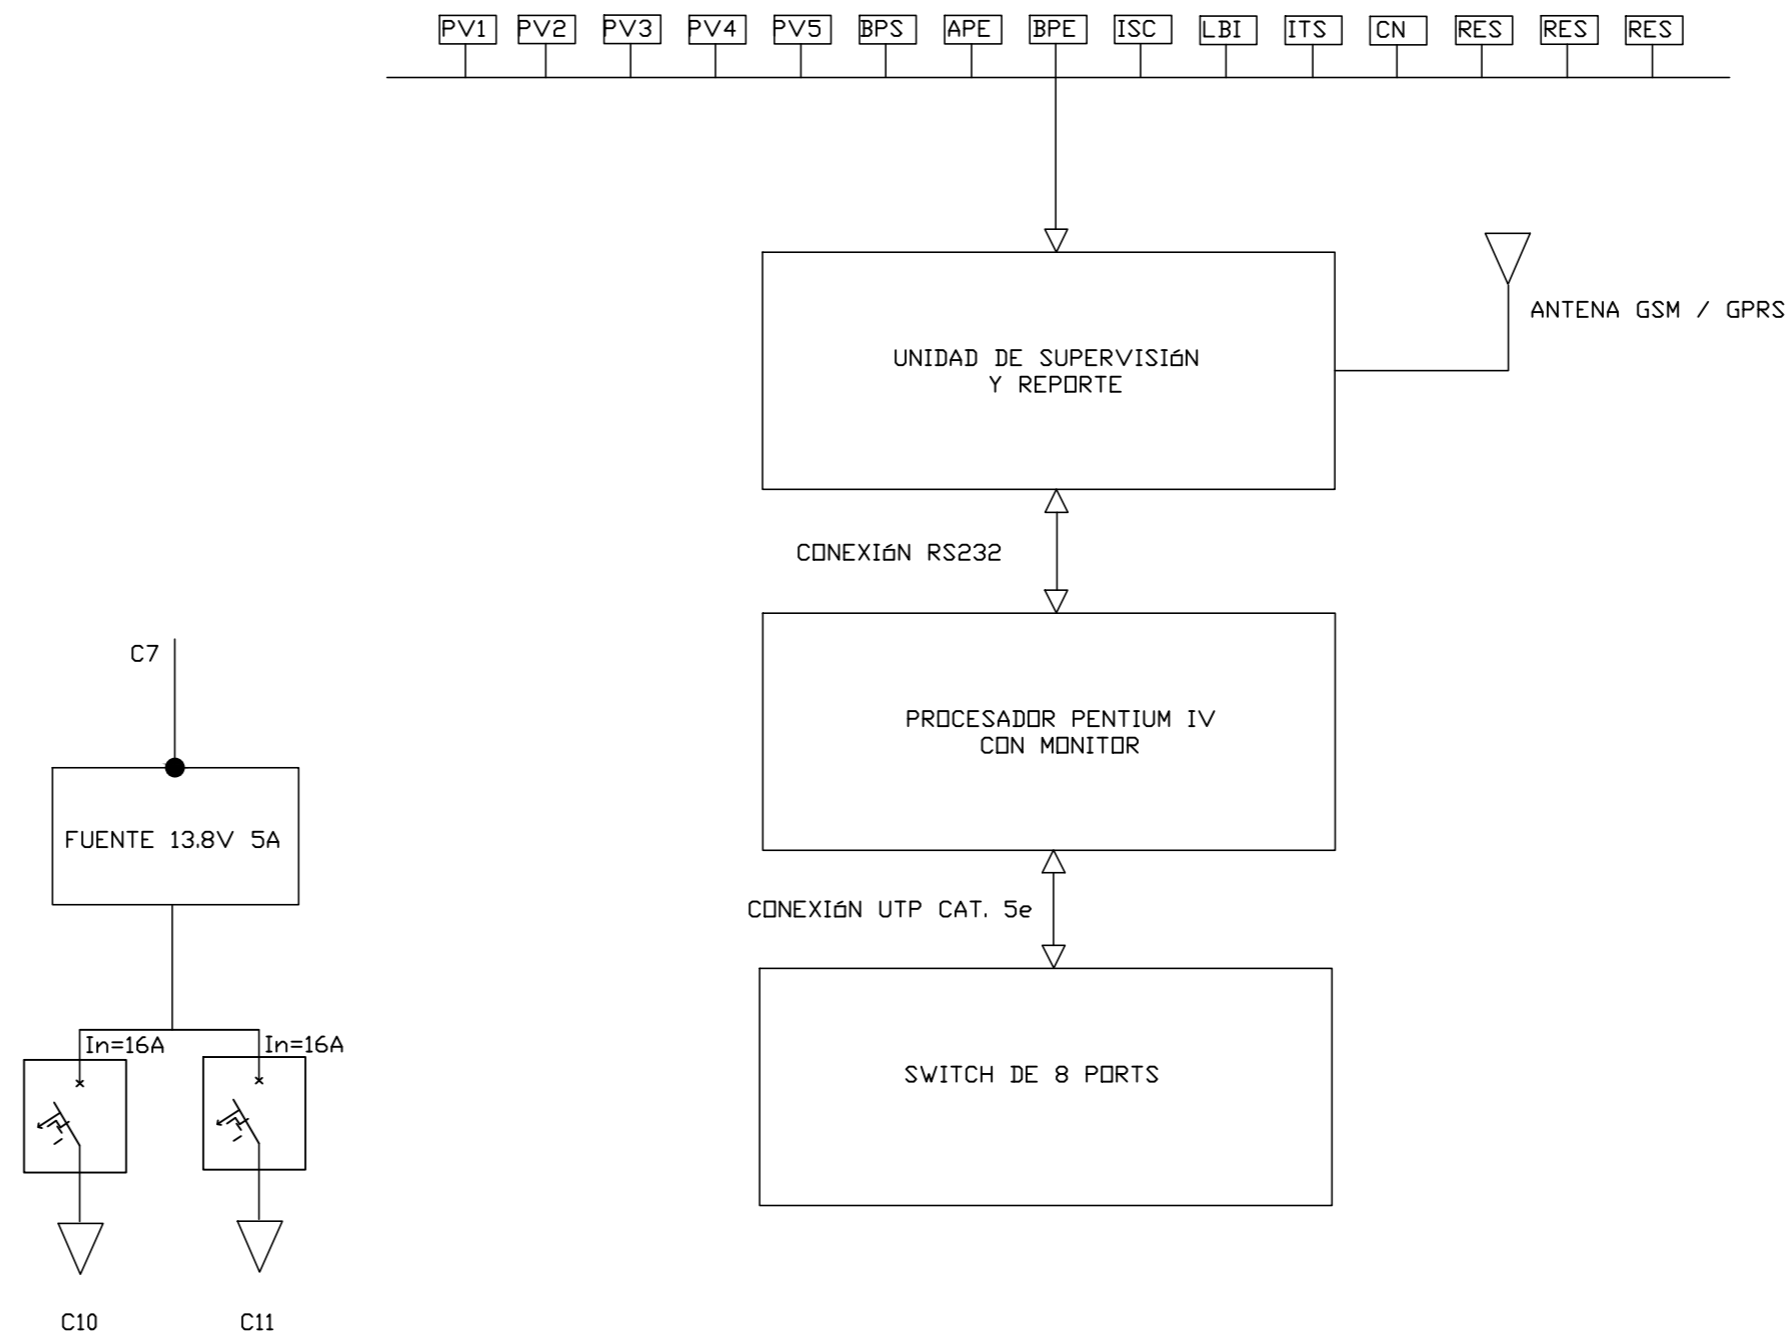 PV1 PV2 PV3 PV4 PV5 BPS APE BPE ISC LBI ITS CN RES RES RES
ANTENA GSM / GPRS
UNIDAD DE SUPERVISIóN
Y REPORTE
CONEXIóN RS232
C7
PROCESADOR PENTIUM IV
CON MONITOR
FUENTE 13.8V 5A
CONEXIóN UTP CAT. 5e
In=16A In=16A
SWITCH DE 8 PORTS
C10 C11